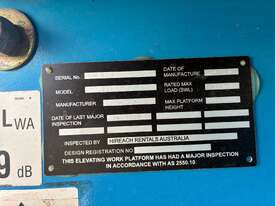 SERIAL No.
DATE OF MANUFACTURE
MODEL
RATED MAX LOAD (SWL)
MANUFACTURER
MAX PLATFORM HEIGHT
DATE OF LAST MAJOR INSPECTION
INSPECTED BY HIREACH RENTALS AUSTRALIA
DESIGN REGISTRATION No.
THIS ELEVATING WORK PLATFORM HAS HAD A MAJOR INSPECTION
IN ACCORDANCE WITH AS 2550.10
LWA
9 dB